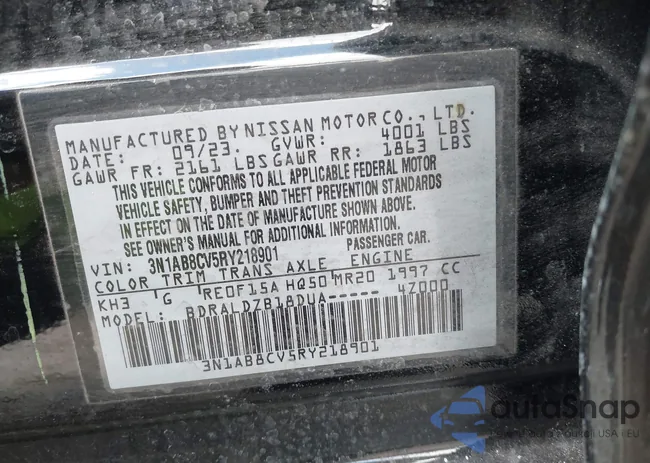 MANUFACTURED BY NISSAN MOTOR CO., LTD.
DATE: 09/23 GVWR: 4001 LBS
GAWR FR: 2161 LBS GAWR RR: 1863 LBS
THIS VEHICLE CONFORMS TO ALL APPLICABLE FEDERAL MOTOR
VEHICLE SAFETY, BUMPER AND THEFT PREVENTION STANDARDS
IN EFFECT ON THE DATE OF MANUFACTURE SHOWN ABOVE.
SEE OWNER'S MANUAL FOR ADDITIONAL INFORMATION.
VIN: 3N1AB8CV5RY218901 PASSENGER CAR.
COLOR TRIM TRANS AXLE ENGINE
KH3 G RE0F15A HQ50 MR20 1997 CC
MODEL: BDRALDZB18DUA----- 4Z000
3N1AB8CV5RY218901
autoSnap